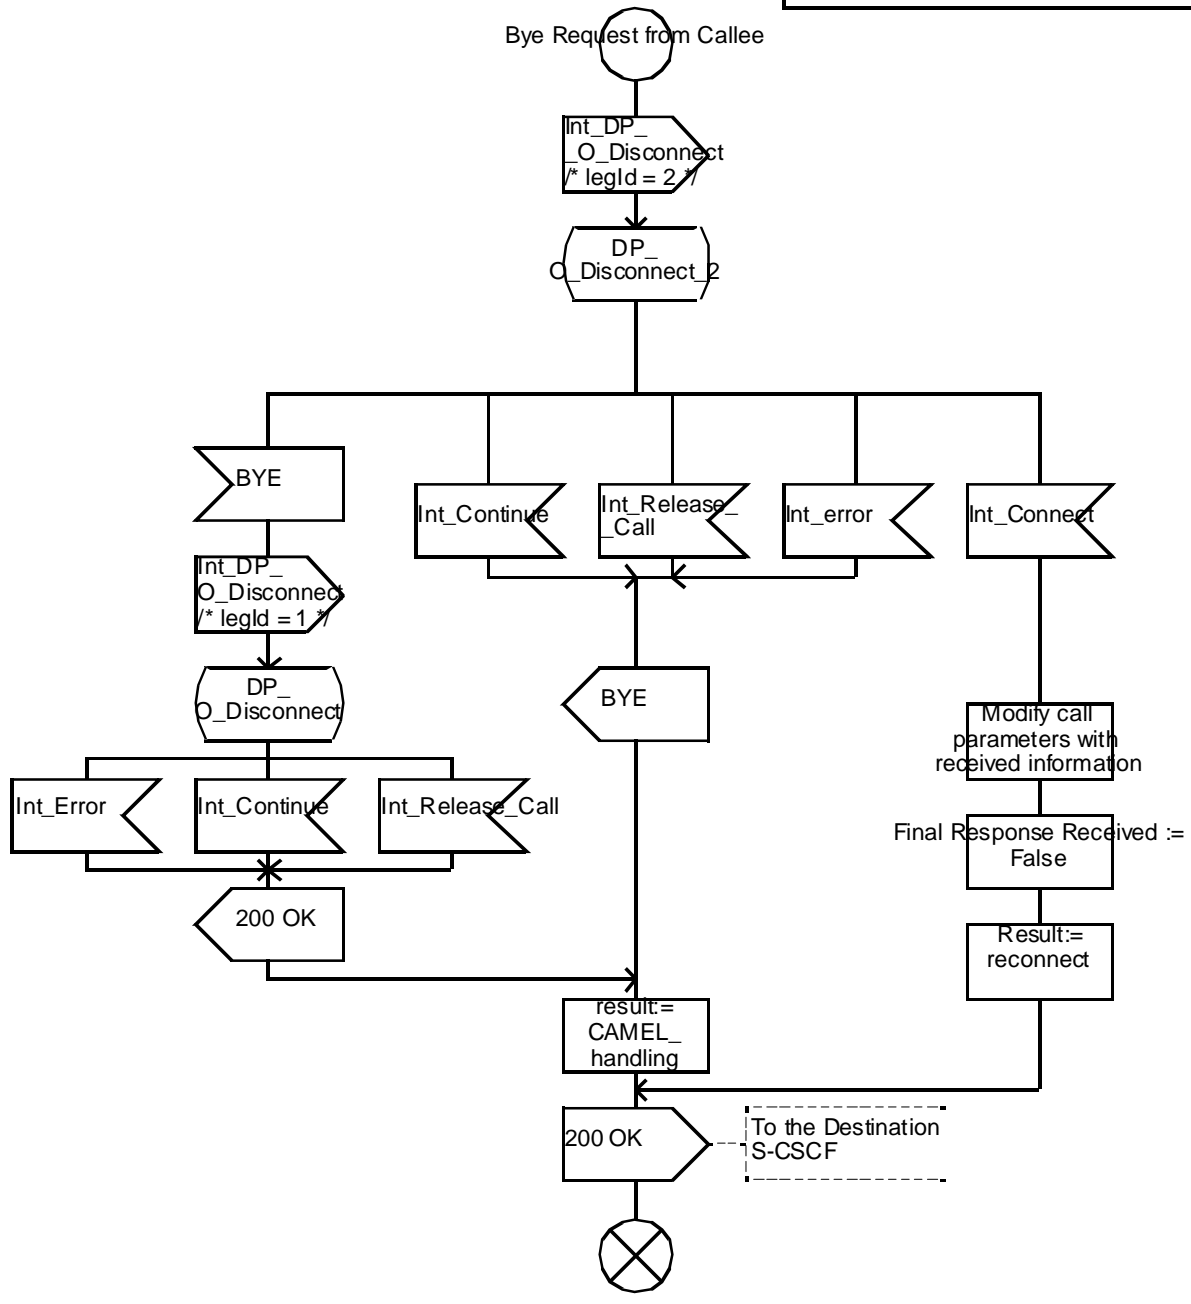 Bye Request from Callee
Int_DP_
_O_Disconnect
/* legId = 2 */
DP_
O_Disconnect_2
BYE
Int_Continue
Int_Release_
_Call
Int_error
Int_Connect
Int_DP_
O_Disconnect
/* legId = 1 */
DP_
O_Disconnect
BYE
Modify call
parameters with
received information
Int_Error
Int_Continue
Int_Release_Call
Final Response Received :=
False
200 OK
Result:=
reconnect
result:=
CAMEL_
handling
200 OK
To the Destination
S-CSCF